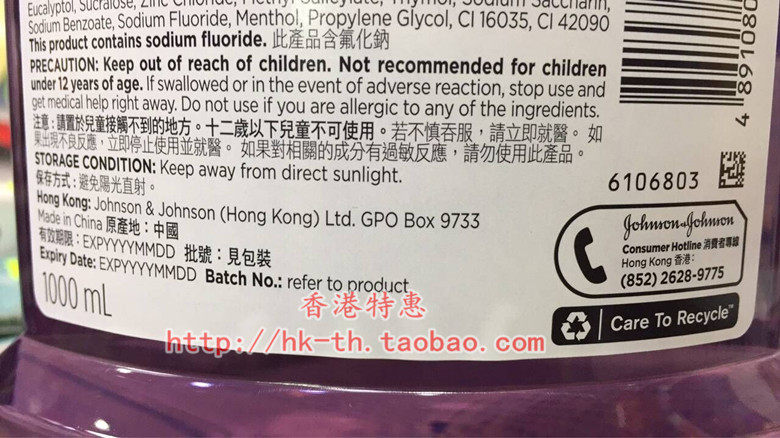 Eucalyptol, Sucralose, Zinc Chloride, Methyl Salicylate, Thymol, Sodium Saccharin,
Sodium Benzoate, Sodium Fluoride, Menthol, Propylene Glycol, CI 16035, CI 42090
This product contains sodium fluoride. 此產品含氟化鈉
PRECAUTION: Keep out of reach of children. Not recommended for children
under 12 years of age. If swallowed or in the event of adverse reaction, stop use and
get medical help right away. Do not use if you are allergic to any of the ingredients.
注意:請置於兒童接觸不到的地方。十二歲以下兒童不可使用。若不慎吞服,請立即就醫。如
果出現不良反應,立即停止使用並就醫。如果對相關的成分有過敏反應,請勿使用此產品。
STORAGE CONDITION: Keep away from direct sunlight.
保存方式:避免陽光直射。
Hong Kong: Johnson & Johnson (Hong Kong) Ltd. GPO Box 9733
Made in China 原產地:中國
有效期限:EXPYYYYMMDD 批號:見包裝
Expiry Date: EXPYYYYMMDD Batch No.: refer to product
1000 mL
4 891080
6106803
Johnson & Johnson
Consumer Hotline 消費者專線
Hong Kong 香港:
(852) 2628-9775
Care To Recycle™
香港特惠
http://hk-th.taobao.com